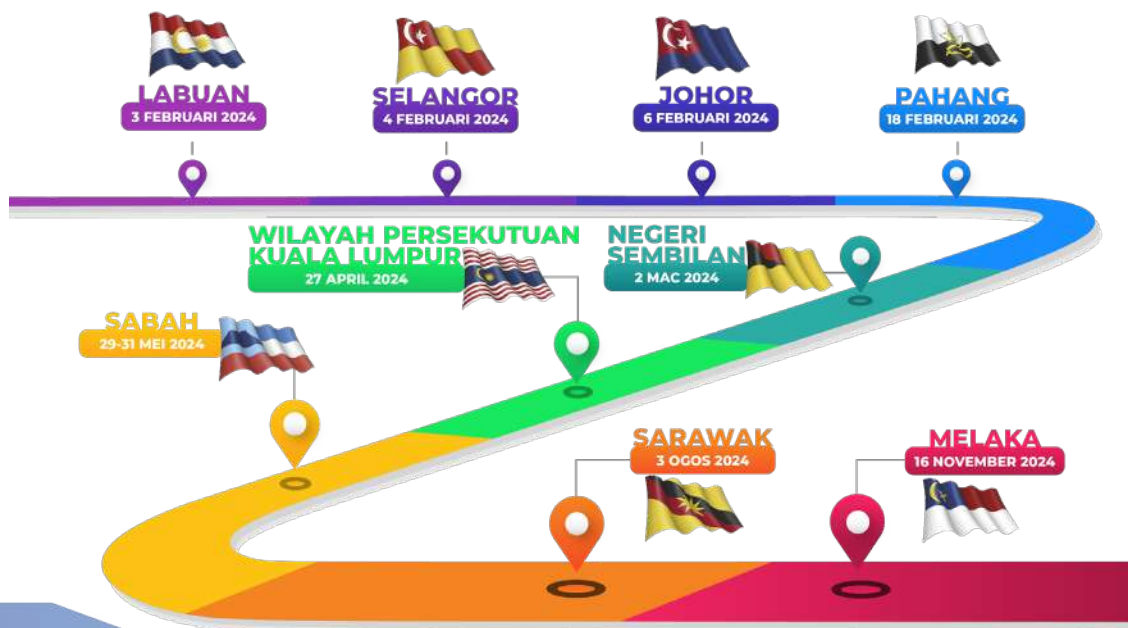 LABUAN
3 FEBRUARI 2024
SELANGOR
4 FEBRUARI 2024
JOHOR
6 FEBRUARI 2024
PAHANG
18 FEBRUARI 2024
WILAYAH PERSEKUTUAN
KUALA LUMPUR
27 APRIL 2024
NEGERI
SEMBILAN
2 MAC 2024
SABAH
29-31 MEI 2024
SARAWAK
3 OGOS 2024
MELAKA
16 NOVEMBER 2024